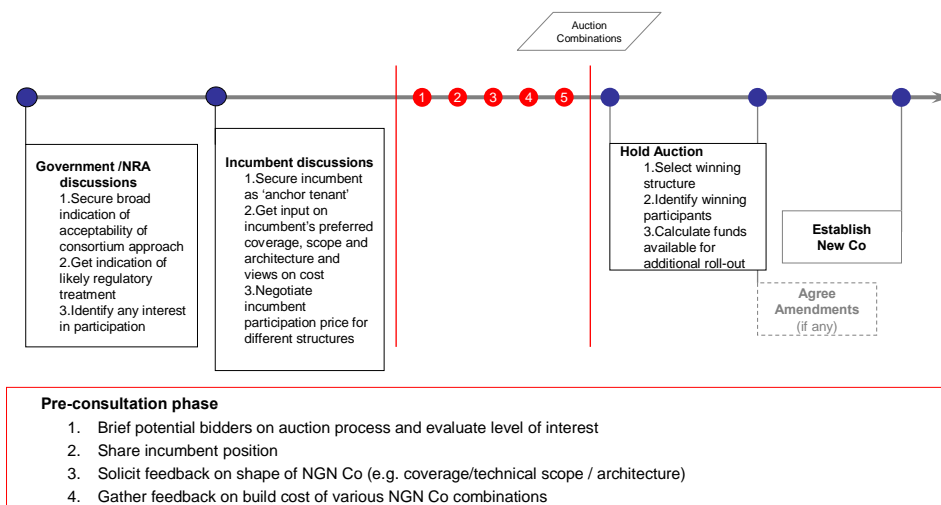 Auction
Combinations
1 2 3 4 5
Government /NRA
discussions
1.Secure broad
indication of
acceptability of
consortium approach
2.Get indication of
likely regulatory
treatment
3.Identify any interest
in participation
Incumbent discussions
1.Secure incumbent
as ‘anchor tenant’
2.Get input on
incumbent’s preferred
coverage, scope and
architecture and
views on cost
3.Negotiate
incumbent
participation price for
different structures
Hold Auction
1.Select winning
structure
2.Identify winning
participants
3.Calculate funds
available for
additional roll-out
Establish
New Co
Agree
Amendments
(if any)
Pre-consultation phase
1. Brief potential bidders on auction process and evaluate level of interest
2. Share incumbent position
3. Solicit feedback on shape of NGN Co (e.g. coverage/technical scope / architecture)
4. Gather feedback on build cost of various NGN Co combinations